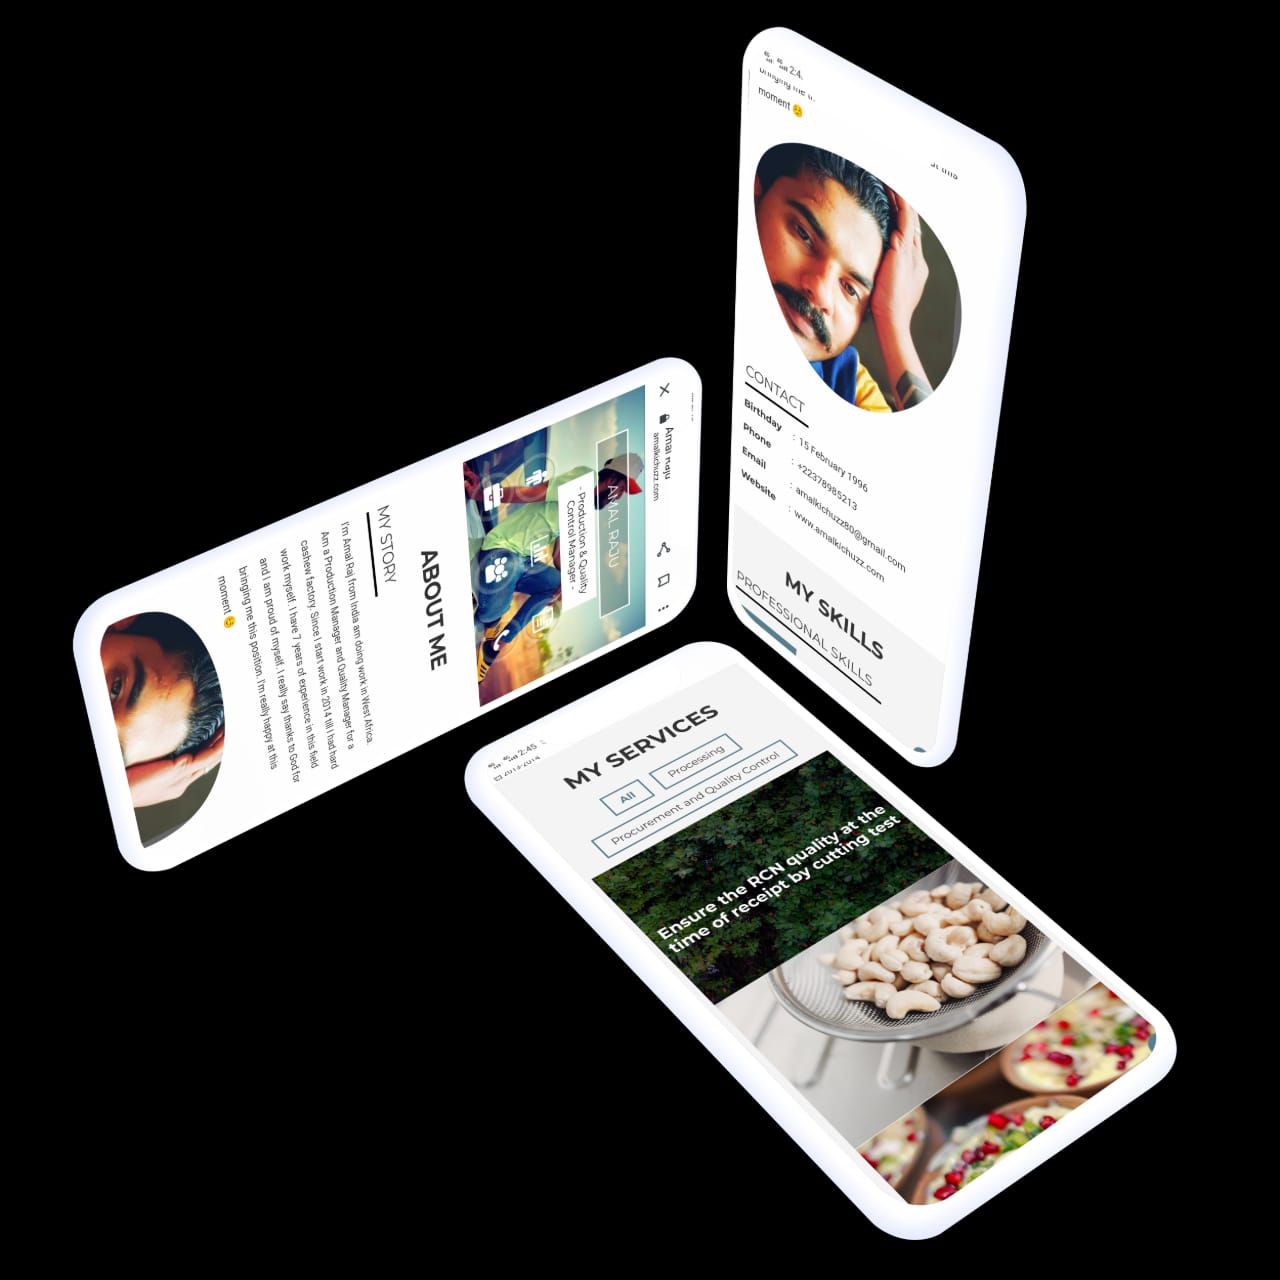 2:4
moment 😊
CONTACT
Birthday : 15 February 1996
Phone : +22378985213
Email : amalkichuzz80@gmail.com
Website : www.amalkichuzz.com
MY SKILLS
PROFESSIONAL SKILLS
Amal Raju
amalkichuzz.com
AMAL RAJU
- Production & Quality
Control Manager -
ABOUT ME
MY STORY
I'm Amal Raj from India am doing work in West Africa.
Am a Production Manager and Quality Manager for a
cashew factory. Since I start work in 2014 till I had hard
work myself. I have 7 years of experience in this field
and I am proud of myself. I really say thanks to God for
bringing me this position. I'm really happy at this
moment 😊
2:45
MY SERVICES
All
Processing
Procurement and Quality Control
Ensure the RCN quality at the
time of receipt by cutting test